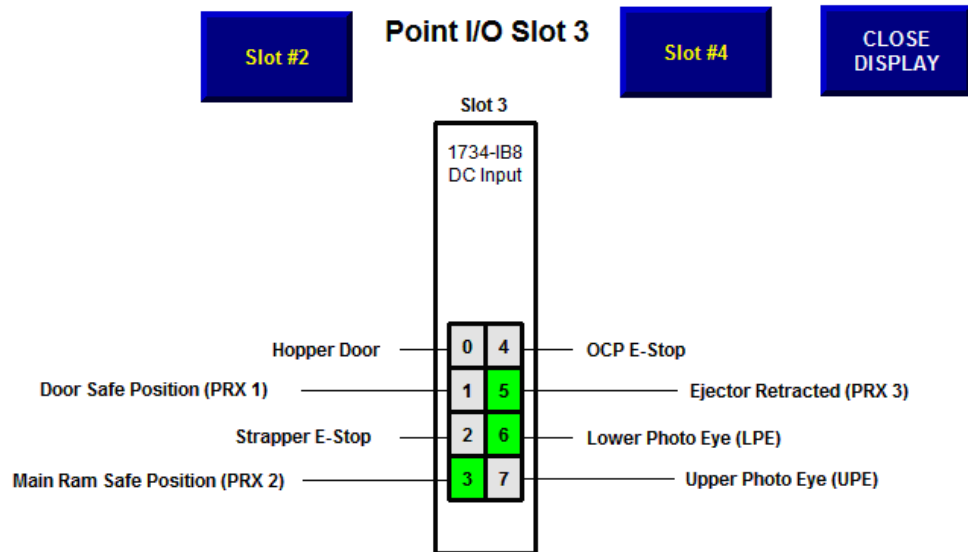 Slot #2
Point I/O Slot 3
Slot #4
CLOSE
DISPLAY
Slot 3
1734-IB8
DC Input
Hopper Door 0 4 OCP E-Stop
Door Safe Position (PRX 1) 1 5 Ejector Retracted (PRX 3)
Strapper E-Stop 2 6 Lower Photo Eye (LPE)
Main Ram Safe Position (PRX 2) 3 7 Upper Photo Eye (UPE)